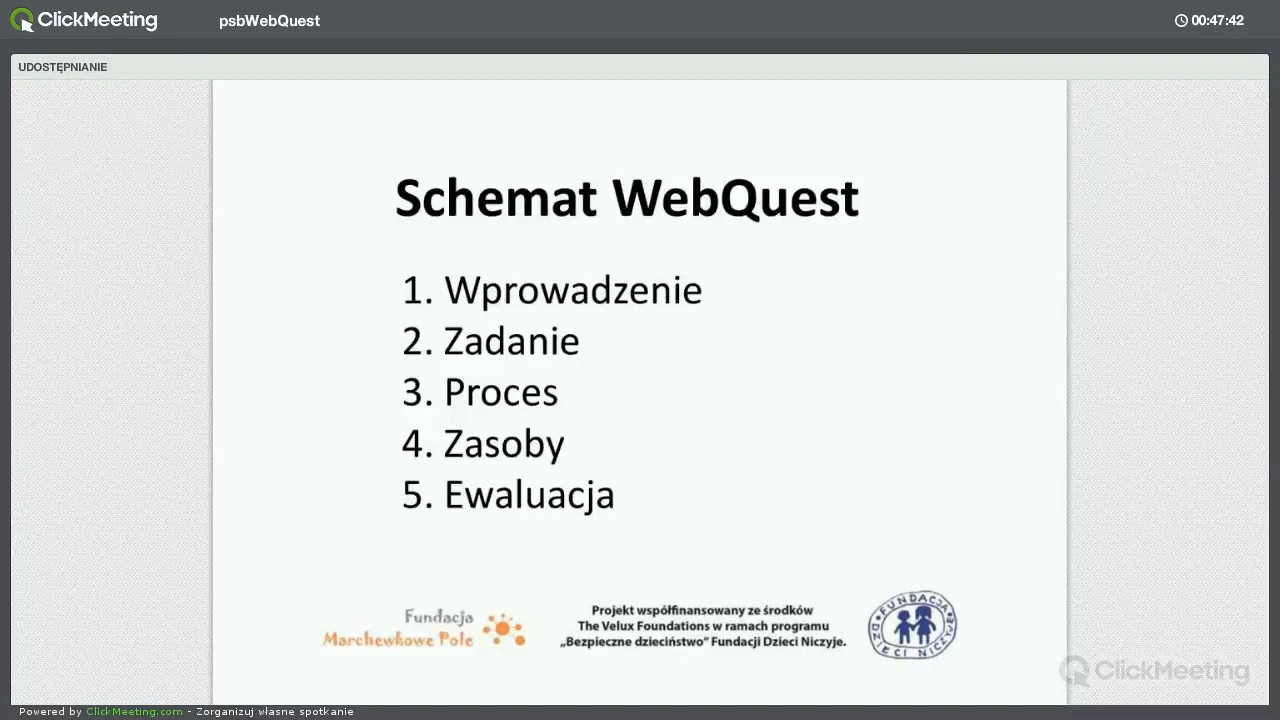 ClickMeeting psbWebQuest 00:47:42
UDOSTĘPNIANIE
Schemat WebQuest
1. Wprowadzenie
2. Zadanie
3. Proces
4. Zasoby
5. Ewaluacja
Fundacja
Marchewkowe Pole
Projekt współfinansowany ze środków
The Velux Foundations w ramach programu
„Bezpieczne dzieciństwo” Fundacji Dzieci Niczyje.
FUNDACJA DZIECI NICZYJE
ClickMeeting
Powered by ClickMeeting.com - Zorganizuj własne spotkanie